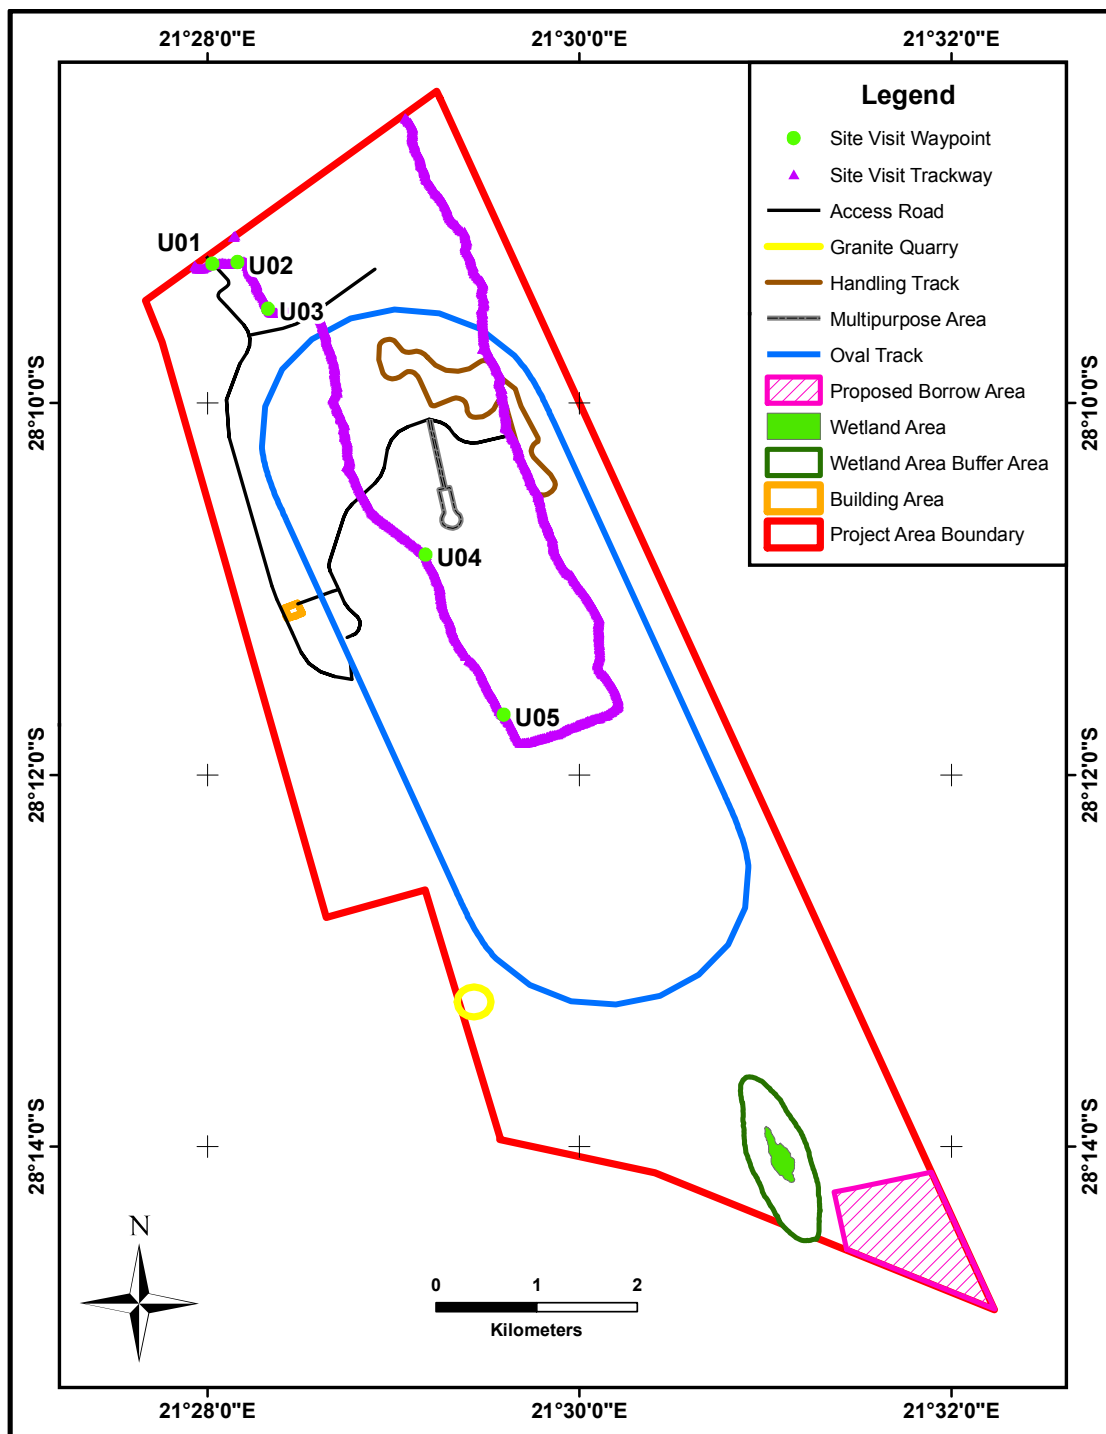 21°28'0"E 21°30'0"E 21°32'0"E
Legend
Site Visit Waypoint
Site Visit Trackway
Access Road
Granite Quarry
Handling Track
Multipurpose Area
Oval Track
Proposed Borrow Area
Wetland Area
Wetland Area Buffer Area
Building Area
Project Area Boundary
U01
U02
U03
28°10'0"S 28°10'0"S
U04
U05
28°12'0"S 28°12'0"S
28°14'0"S 28°14'0"S
N
0 1 2
Kilometers
21°28'0"E 21°30'0"E 21°32'0"E